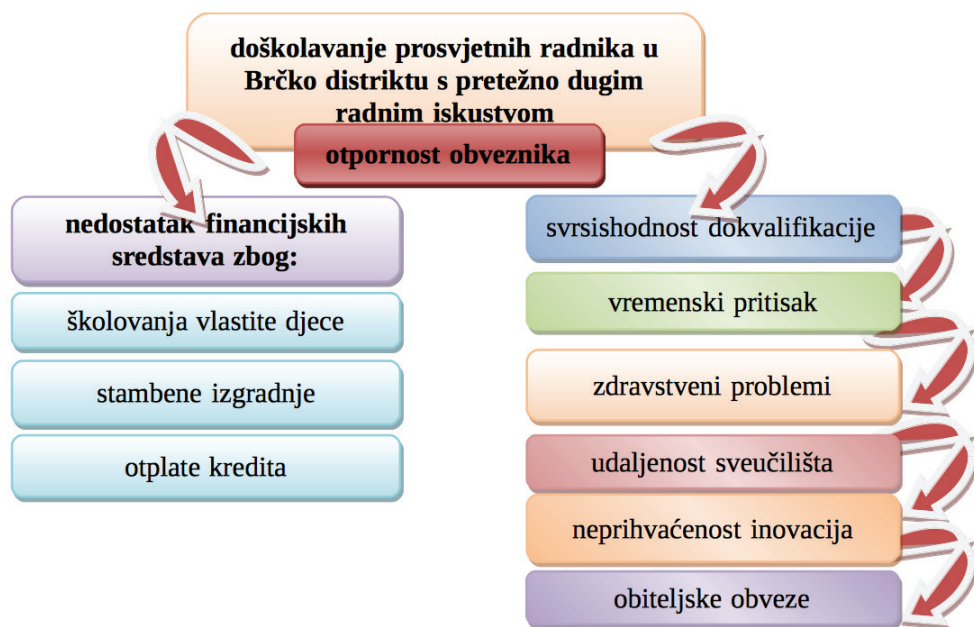 doškolavanje prosvjetnih radnika u
Brčko distriktu s pretežno dugim
radnim iskustvom
otpornost obveznika
nedostatak financijskih
sredstava zbog:
školovanja vlastite djece
stambene izgradnje
otplate kredita
svrsishodnost dokvalifikacije
vremenski pritisak
zdravstveni problemi
udaljenost sveučilišta
neprihvaćenost inovacija
obiteljske obveze